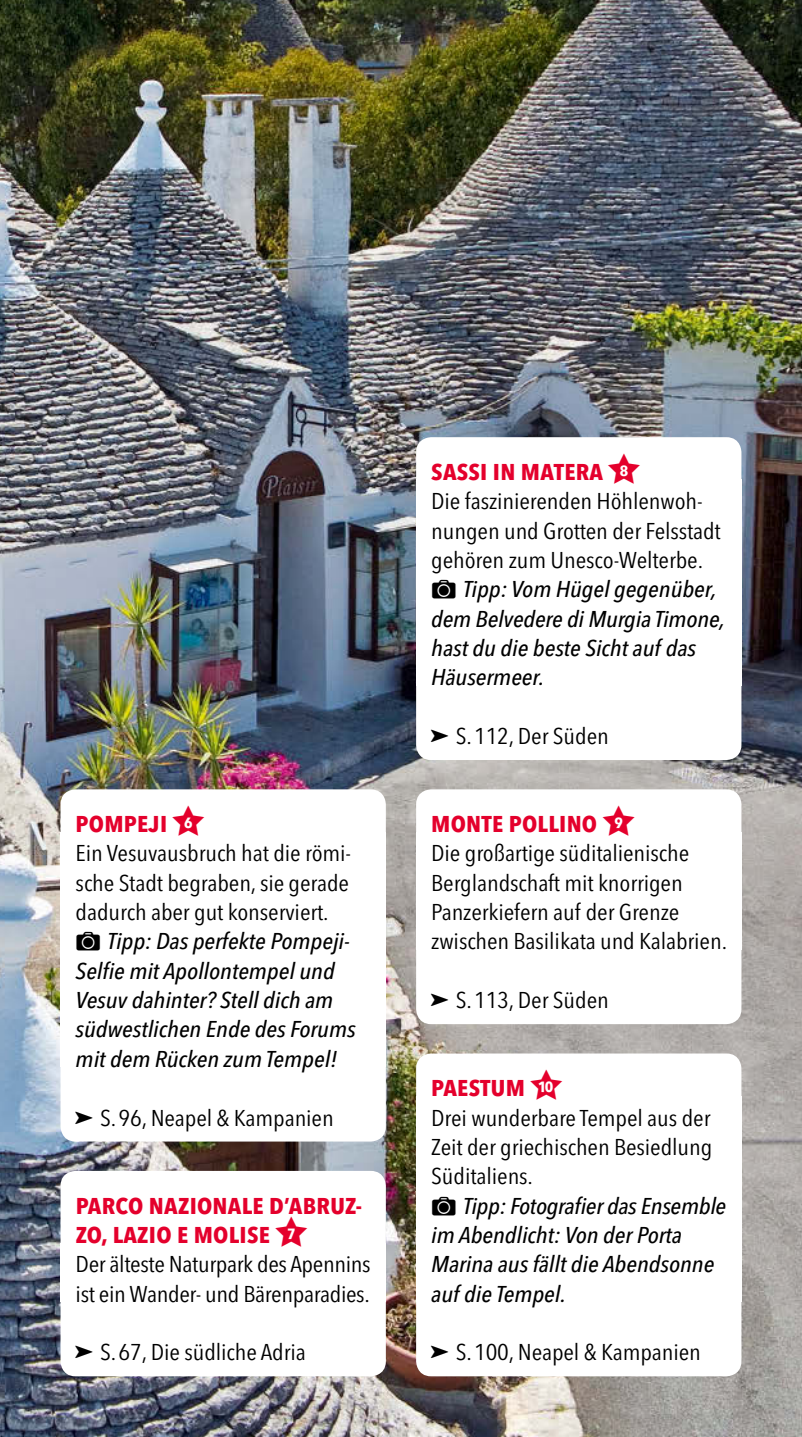 Plaisir
POMPEJI 6
Ein Vesuvausbruch hat die römi-
sche Stadt begraben, sie gerade
dadurch aber gut konserviert.
Tipp: Das perfekte Pompeji-
Selfie mit Apollontempel und
Vesuv dahinter? Stell dich am
südwestlichen Ende des Forums
mit dem Rücken zum Tempel!
➤ S. 96, Neapel & Kampanien
PARCO NAZIONALE D’ABRUZ-
ZO, LAZIO E MOLISE 7
Der älteste Naturpark des Apennins
ist ein Wander- und Bärenparadies.
➤ S. 67, Die südliche Adria
SASSI IN MATERA 8
Die faszinierenden Höhlenwoh-
nungen und Grotten der Felsstadt
gehören zum Unesco-Welterbe.
Tipp: Vom Hügel gegenüber,
dem Belvedere di Murgia Timone,
hast du die beste Sicht auf das
Häusermeer.
➤ S. 112, Der Süden
MONTE POLLINO 9
Die großartige süditalienische
Berglandschaft mit knorrigen
Panzerkiefern auf der Grenze
zwischen Basilikata und Kalabrien.
➤ S. 113, Der Süden
PAESTUM 10
Drei wunderbare Tempel aus der
Zeit der griechischen Besiedlung
Süditaliens.
Tipp: Fotografier das Ensemble
im Abendlicht: Von der Porta
Marina aus fällt die Abendsonne
auf die Tempel.
➤ S. 100, Neapel & Kampanien